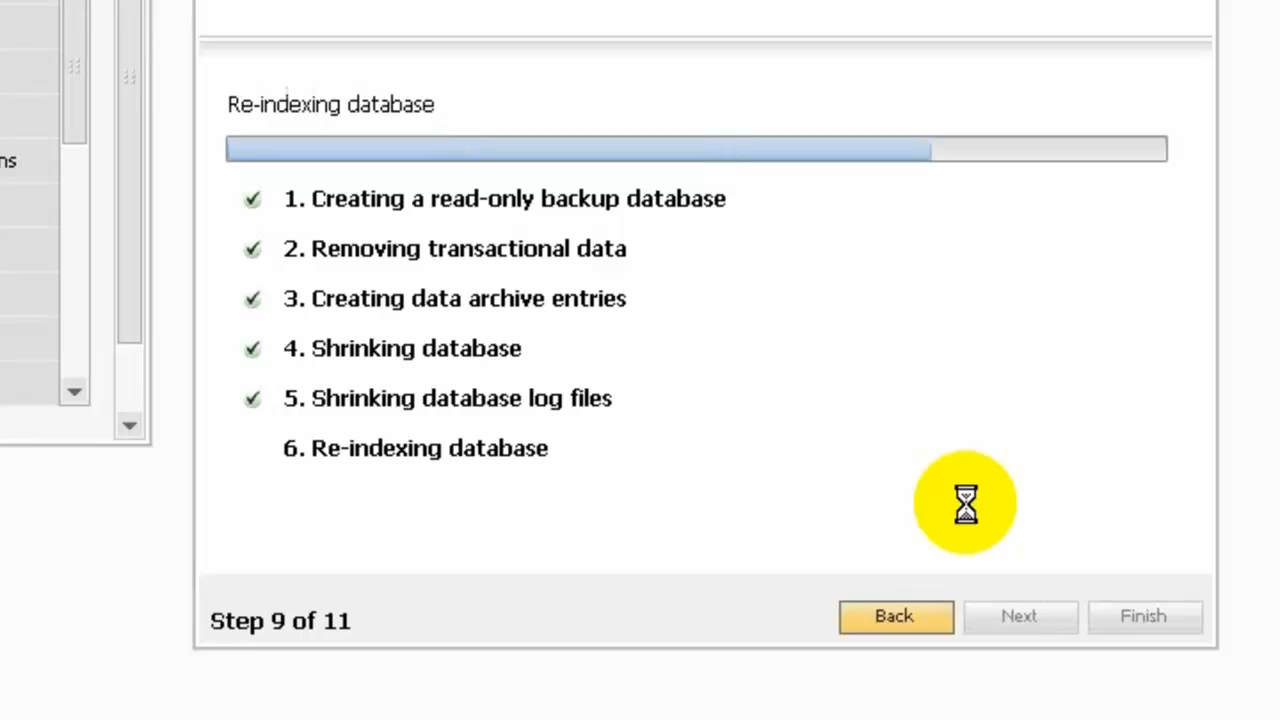 ns
Re-indexing database
1. Creating a read-only backup database
2. Removing transactional data
3. Creating data archive entries
4. Shrinking database
5. Shrinking database log files
6. Re-indexing database
Step 9 of 11
Back
Next
Finish